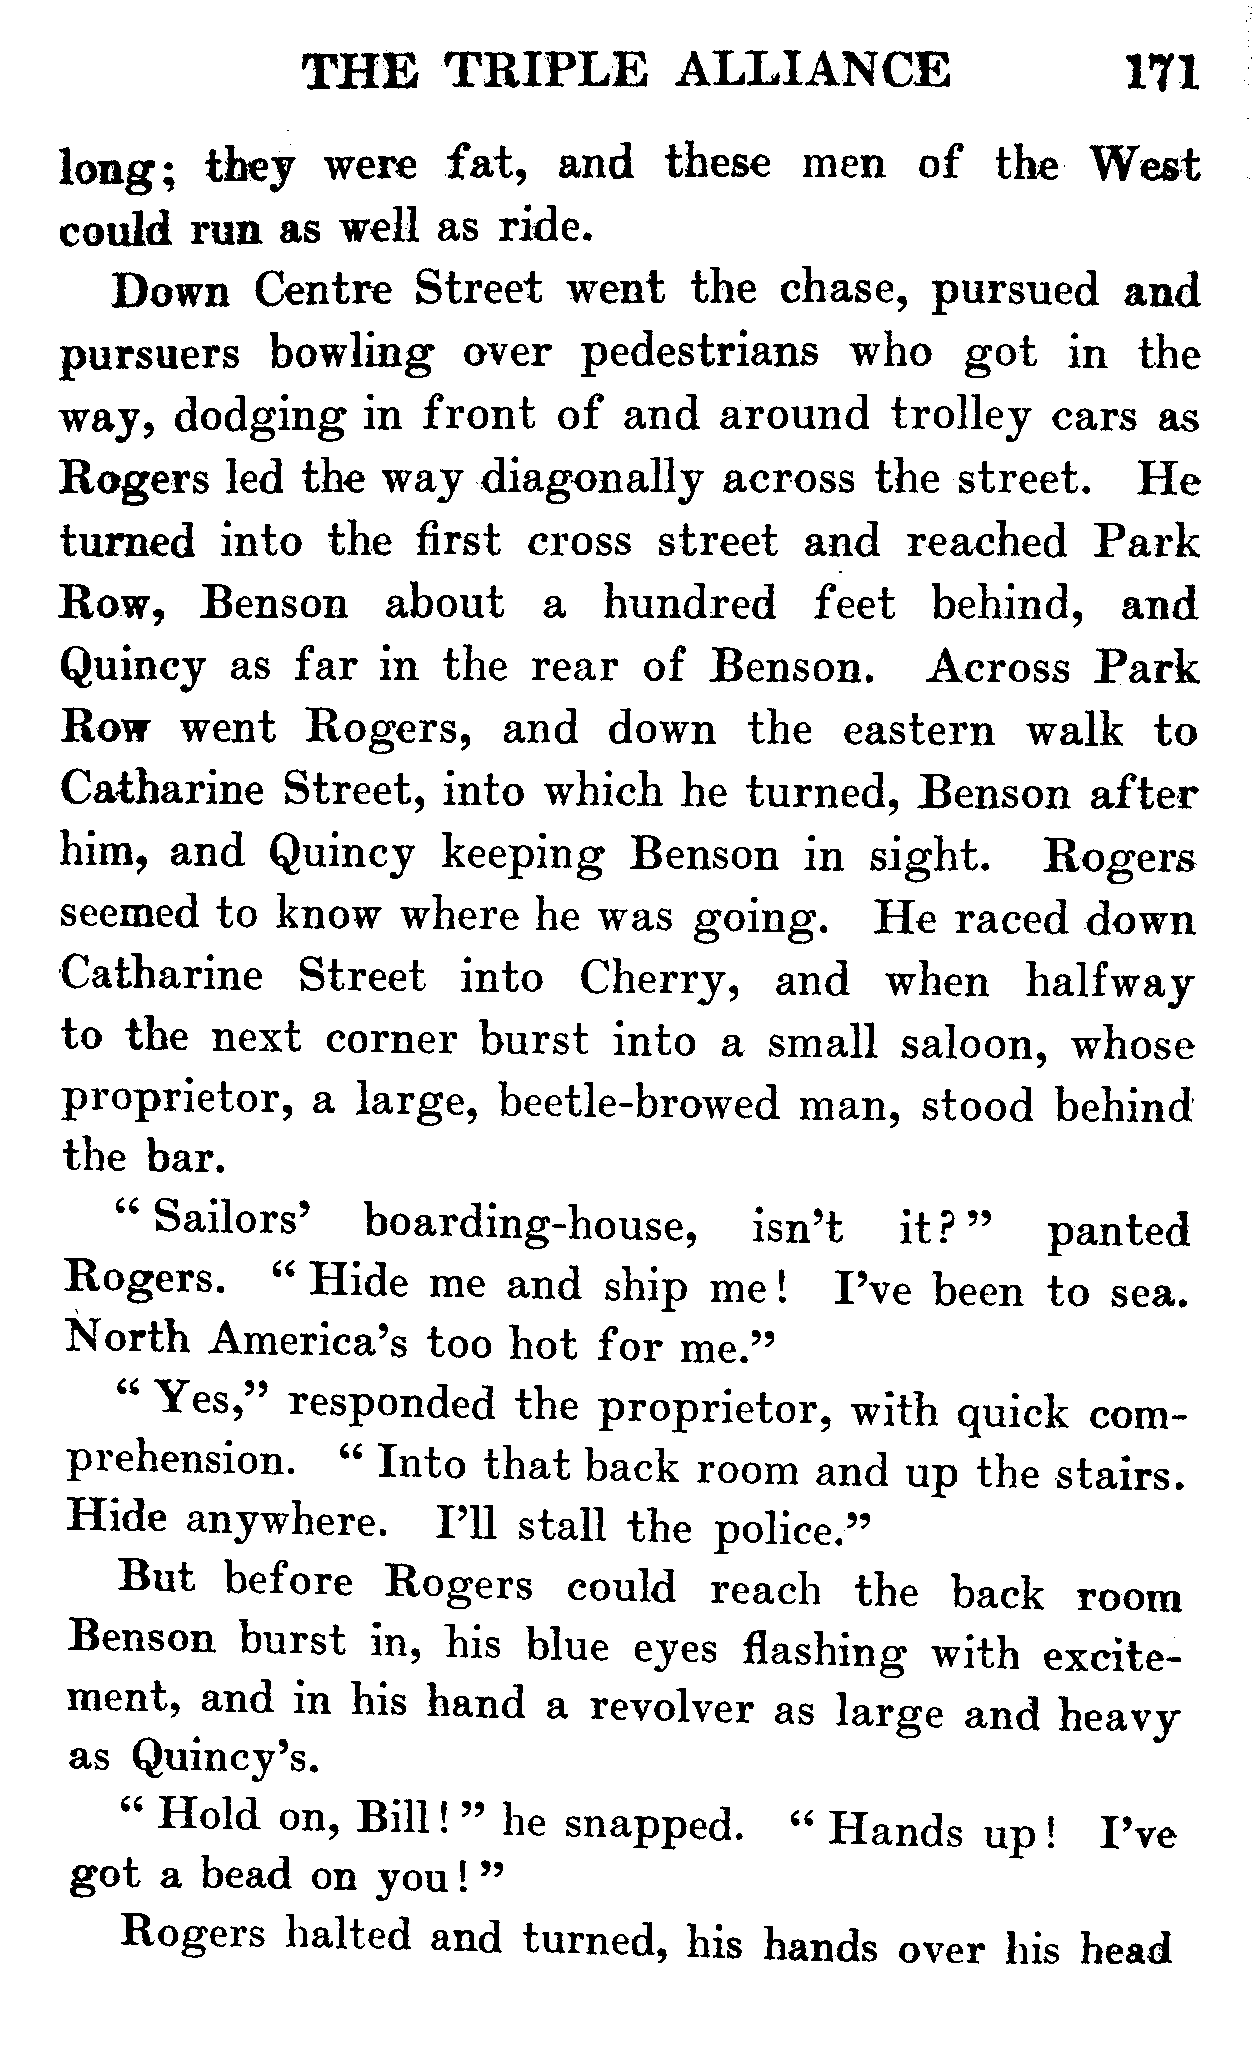 THE TRIPLE ALLIANCE 171
long; they were fat, and these men of the West
could run as well as ride.
Down Centre Street went the chase, pursued and
pursuers bowling over pedestrians who got in the
way, dodging in front of and around trolley cars as
Rogers led the way diagonally across the street. He
turned into the first cross street and reached Park
Row, Benson about a hundred feet behind, and
Quincy as far in the rear of Benson. Across Park
Row went Rogers, and down the eastern walk to
Catharine Street, into which he turned, Benson after
him, and Quincy keeping Benson in sight. Rogers
seemed to know where he was going. He raced down
Catharine Street into Cherry, and when halfway
to the next corner burst into a small saloon, whose
proprietor, a large, beetle-browed man, stood behind
the bar.
“ Sailors’ boarding-house, isn’t it? ” panted
Rogers. “ Hide me and ship me! I’ve been to sea.
North America’s too hot for me.”
“ Yes,” responded the proprietor, with quick com-
prehension. “ Into that back room and up the stairs.
Hide anywhere. I’ll stall the police.”
But before Rogers could reach the back room
Benson burst in, his blue eyes flashing with excite-
ment, and in his hand a revolver as large and heavy
as Quincy’s.
“ Hold on, Bill! ” he snapped. “ Hands up! I’ve
got a bead on you! ”
Rogers halted and turned, his hands over his head